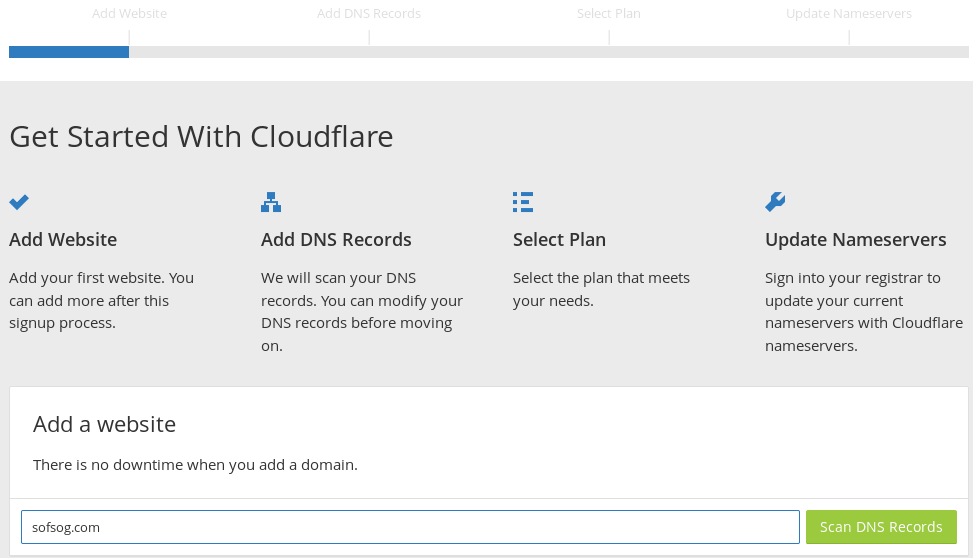 Add Website Add DNS Records Select Plan Update Nameservers
Get Started With Cloudflare
Add Website
Add your first website. You
can add more after this
signup process.
Add DNS Records
We will scan your DNS
records. You can modify your
DNS records before moving
on.
Select Plan
Select the plan that meets
your needs.
Update Nameservers
Sign into your registrar to
update your current
nameservers with Cloudflare
nameservers.
Add a website
There is no downtime when you add a domain.
sofsog.com Scan DNS Records